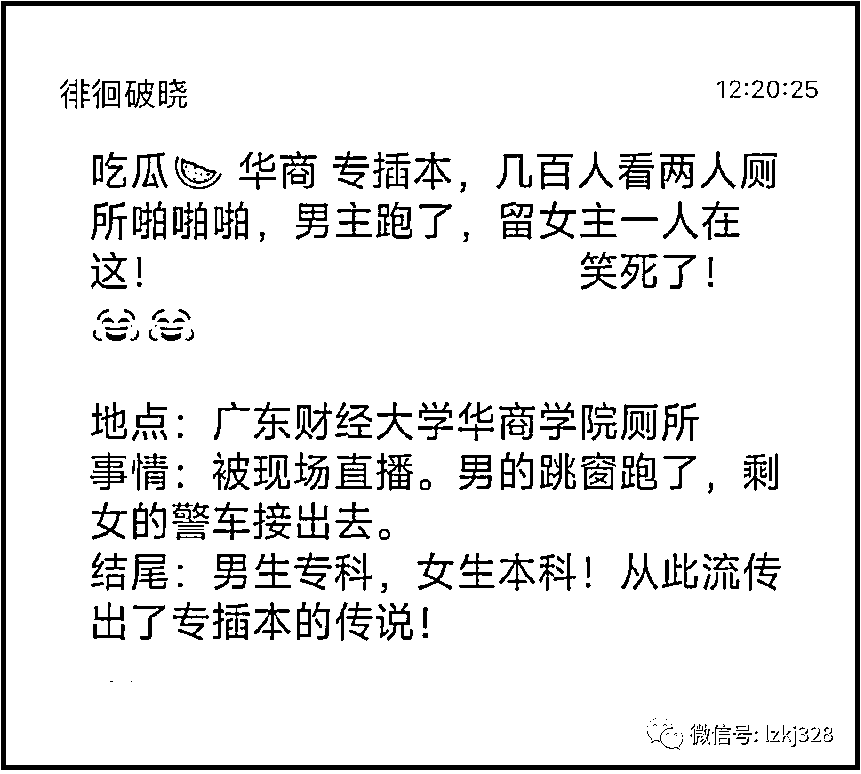 徘徊破晓 12:20:25
吃瓜🍉 华商 专插本，几百人看两人厕
所啪啪啪，男主跑了，留女主一人在
这！ 笑死了！
😂😂
地点：广东财经大学华商学院厕所
事情：被现场直播。男的跳窗跑了，剩
女的警车接出去。
结尾：男生专科，女生本科！从此流传
出了专插本的传说！
微信号: lzkj328